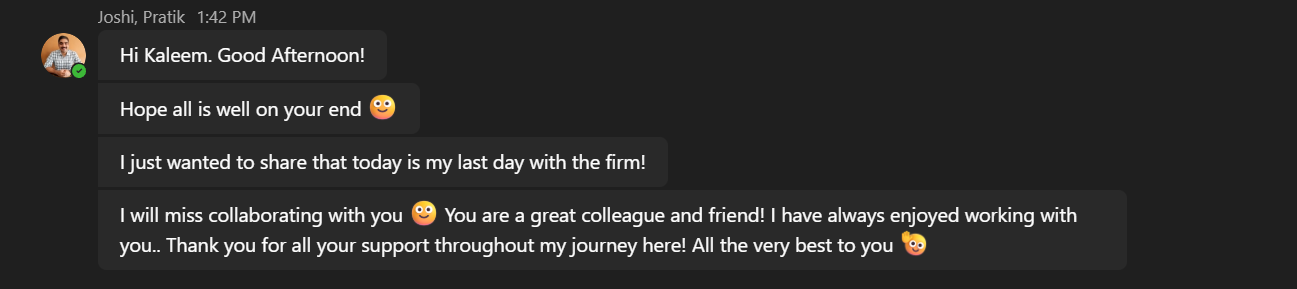 Joshi, Pratik 1:42 PM
Hi Kaleem. Good Afternoon!
Hope all is well on your end 🙂
I just wanted to share that today is my last day with the firm!
I will miss collaborating with you 🙂 You are a great colleague and friend! I have always enjoyed working with
you.. Thank you for all your support throughout my journey here! All the very best to you 👋